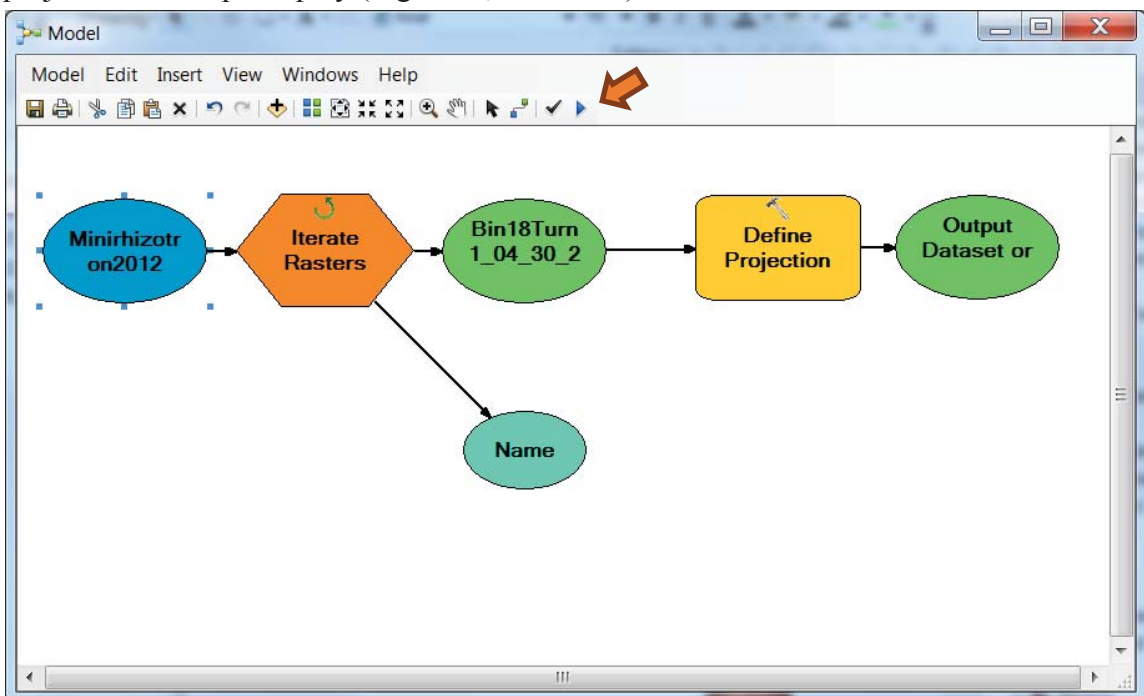 Model
Model Edit Insert View Windows Help
Minirhizotr
on2012
Iterate
Rasters
Bin18Turn
1_04_30_2
Define
Projection
Output
Dataset or
Name